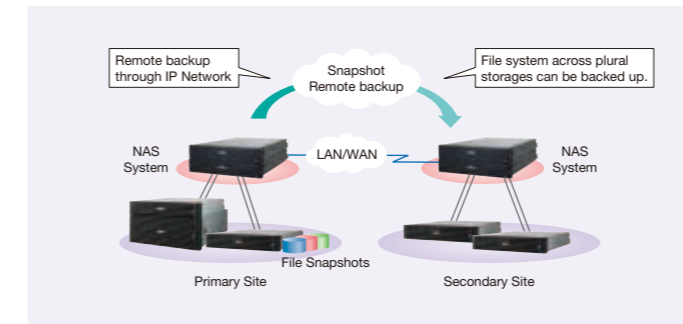 Remote backup
through IP Network
Snapshot
Remote backup
File system across plural
storages can be backed up.
NAS
System
LAN/WAN
NAS
System
File Snapshots
Primary Site
Secondary Site